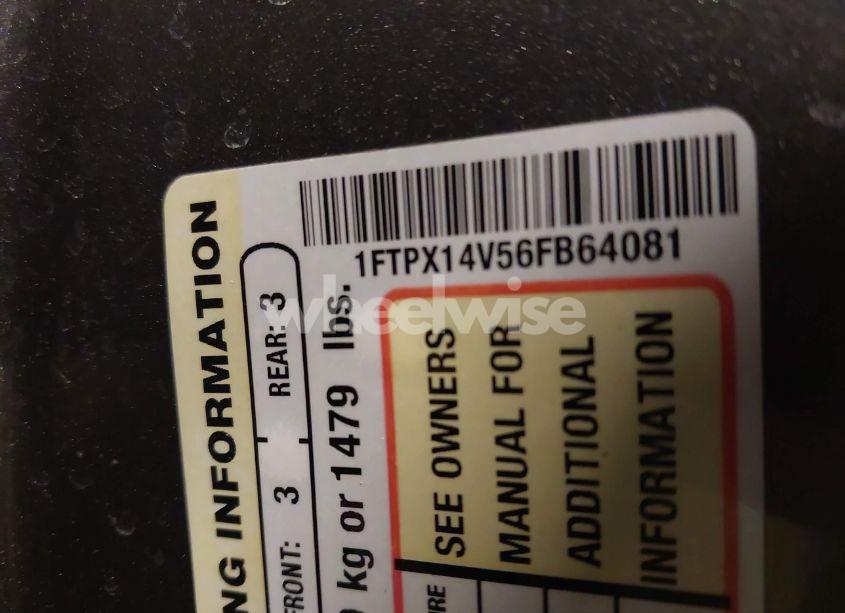 1FTPX14V56FB64081
NG INFORMATION
FRONT: 3 REAR: 3
kg or 1479 lbs.
SEE OWNERS
MANUAL FOR
ADDITIONAL
INFORMATION
wheelwise